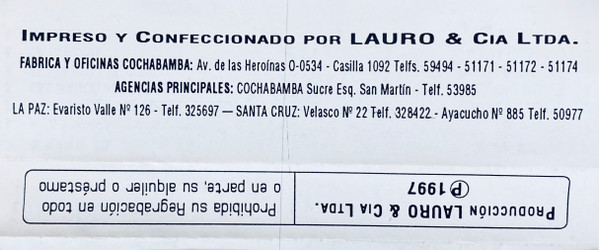 IMPRESO Y CONFECCIONADO POR LAURO & CIA LTDA.
FABRICA Y OFICINAS COCHABAMBA: Av. de las Heroínas O-0534 - Casilla 1092 Telfs. 59494 - 51171 - 51172 - 51174
AGENCIAS PRINCIPALES: COCHABAMBA Sucre Esq. San Martín - Telf. 53985
LA PAZ: Evaristo Valle Nº 126 - Telf. 325697 — SANTA CRUZ: Velasco Nº 22 Telf. 328422 - Ayacucho Nº 885 Telf. 50977
PRODUCCIÓN LAURO & CIA LTDA.
Ⓟ 1997
Prohibida su Regrabación en todo
o en parte, su alquiler o préstamo